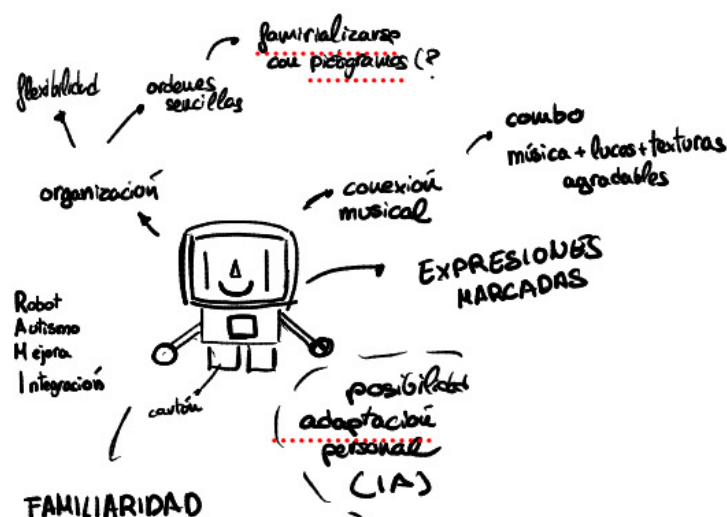 flexibilidad
ordenes
sencillas
familiarizarse
con pictogramas (?
organización
conexión
musical
combo
música + luces + texturas
agradables
EXPRESIONES
MARCADAS
Robot
Autismo
Mejora
Integración
cartón
posibilidad
adaptación
personal
(IA)
FAMILIARIDAD